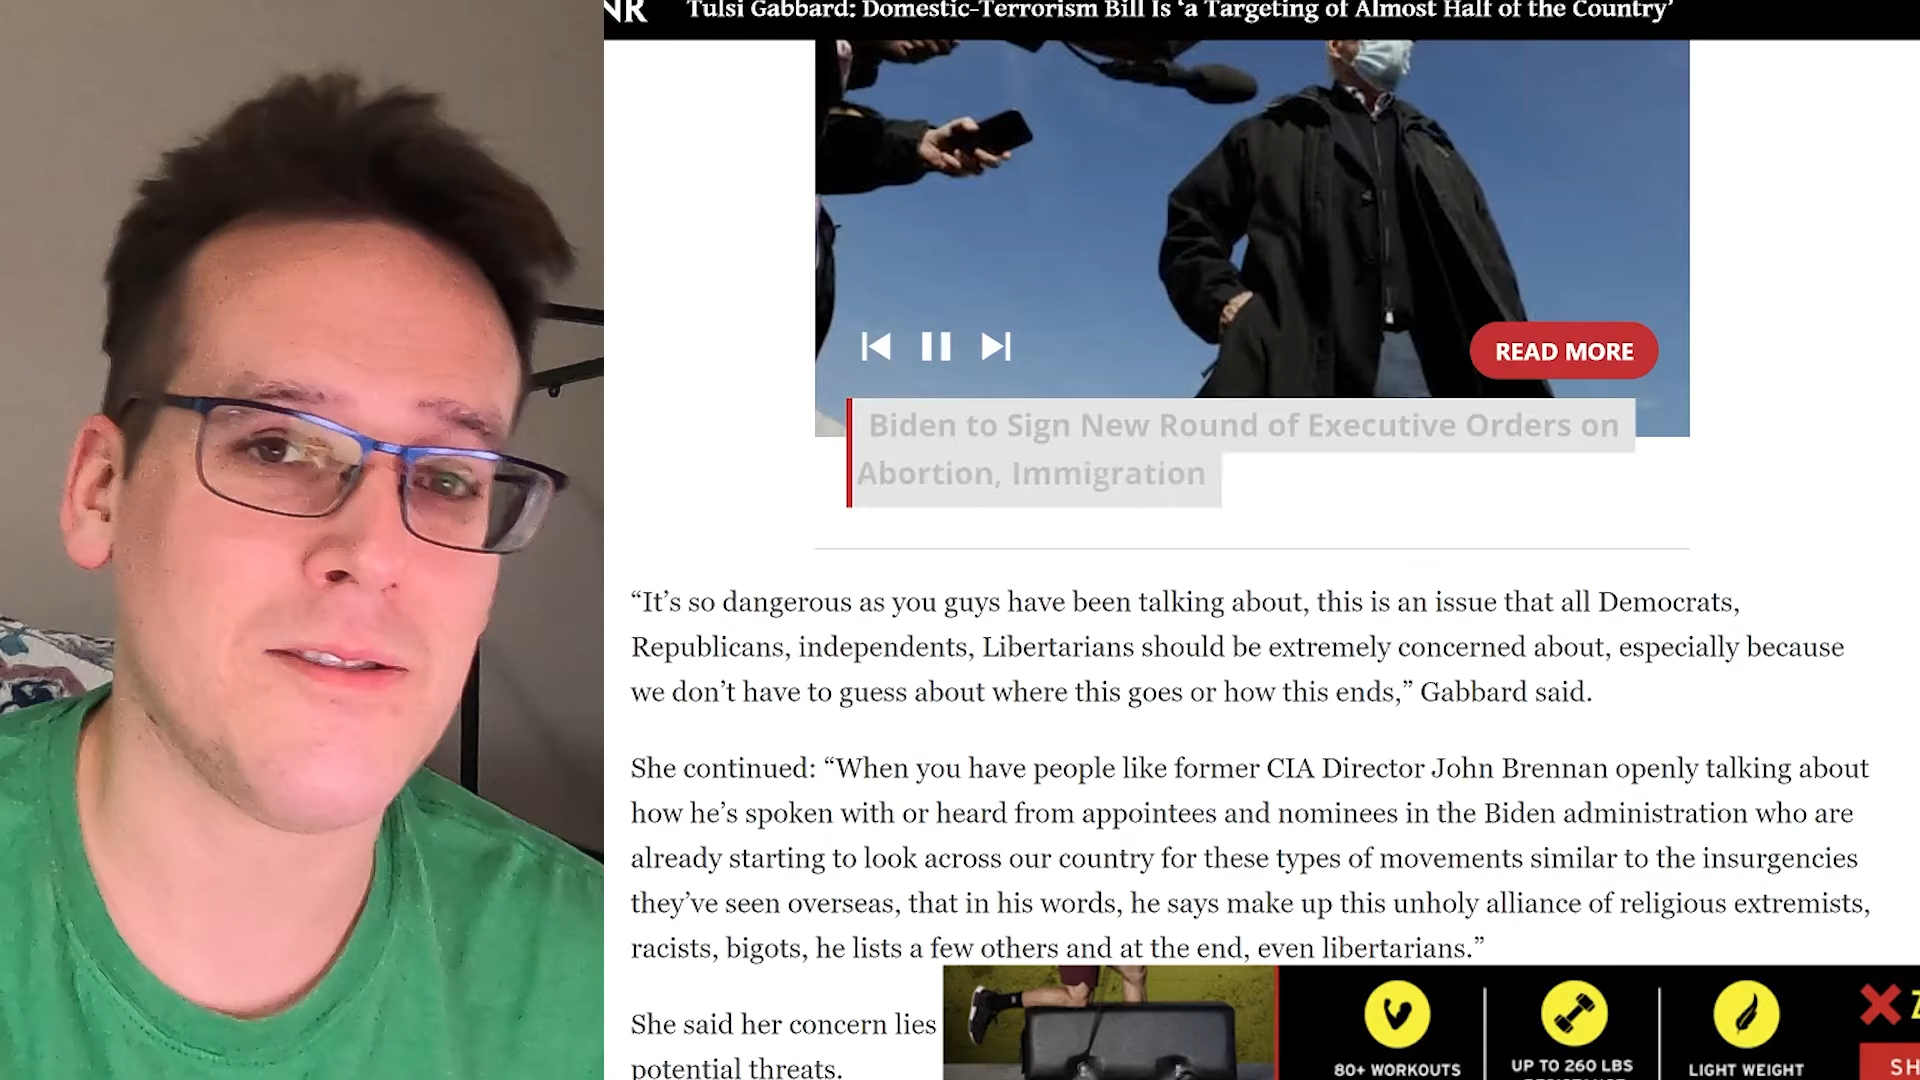 NR Tulsi Gabbard: Domestic-Terrorism Bill Is ‘a Targeting of Almost Half of the Country’
READ MORE
Biden to Sign New Round of Executive Orders on
Abortion, Immigration
“It’s so dangerous as you guys have been talking about, this is an issue that all Democrats,
Republicans, independents, Libertarians should be extremely concerned about, especially because
we don’t have to guess about where this goes or how this ends,” Gabbard said.
She continued: “When you have people like former CIA Director John Brennan openly talking about
how he’s spoken with or heard from appointees and nominees in the Biden administration who are
already starting to look across our country for these types of movements similar to the insurgencies
they’ve seen overseas, that in his words, he says make up this unholy alliance of religious extremists,
racists, bigots, he lists a few others and at the end, even libertarians.”
She said her concern lies
potential threats.
80+ WORKOUTS
UP TO 260 LBS
LIGHT WEIGHT